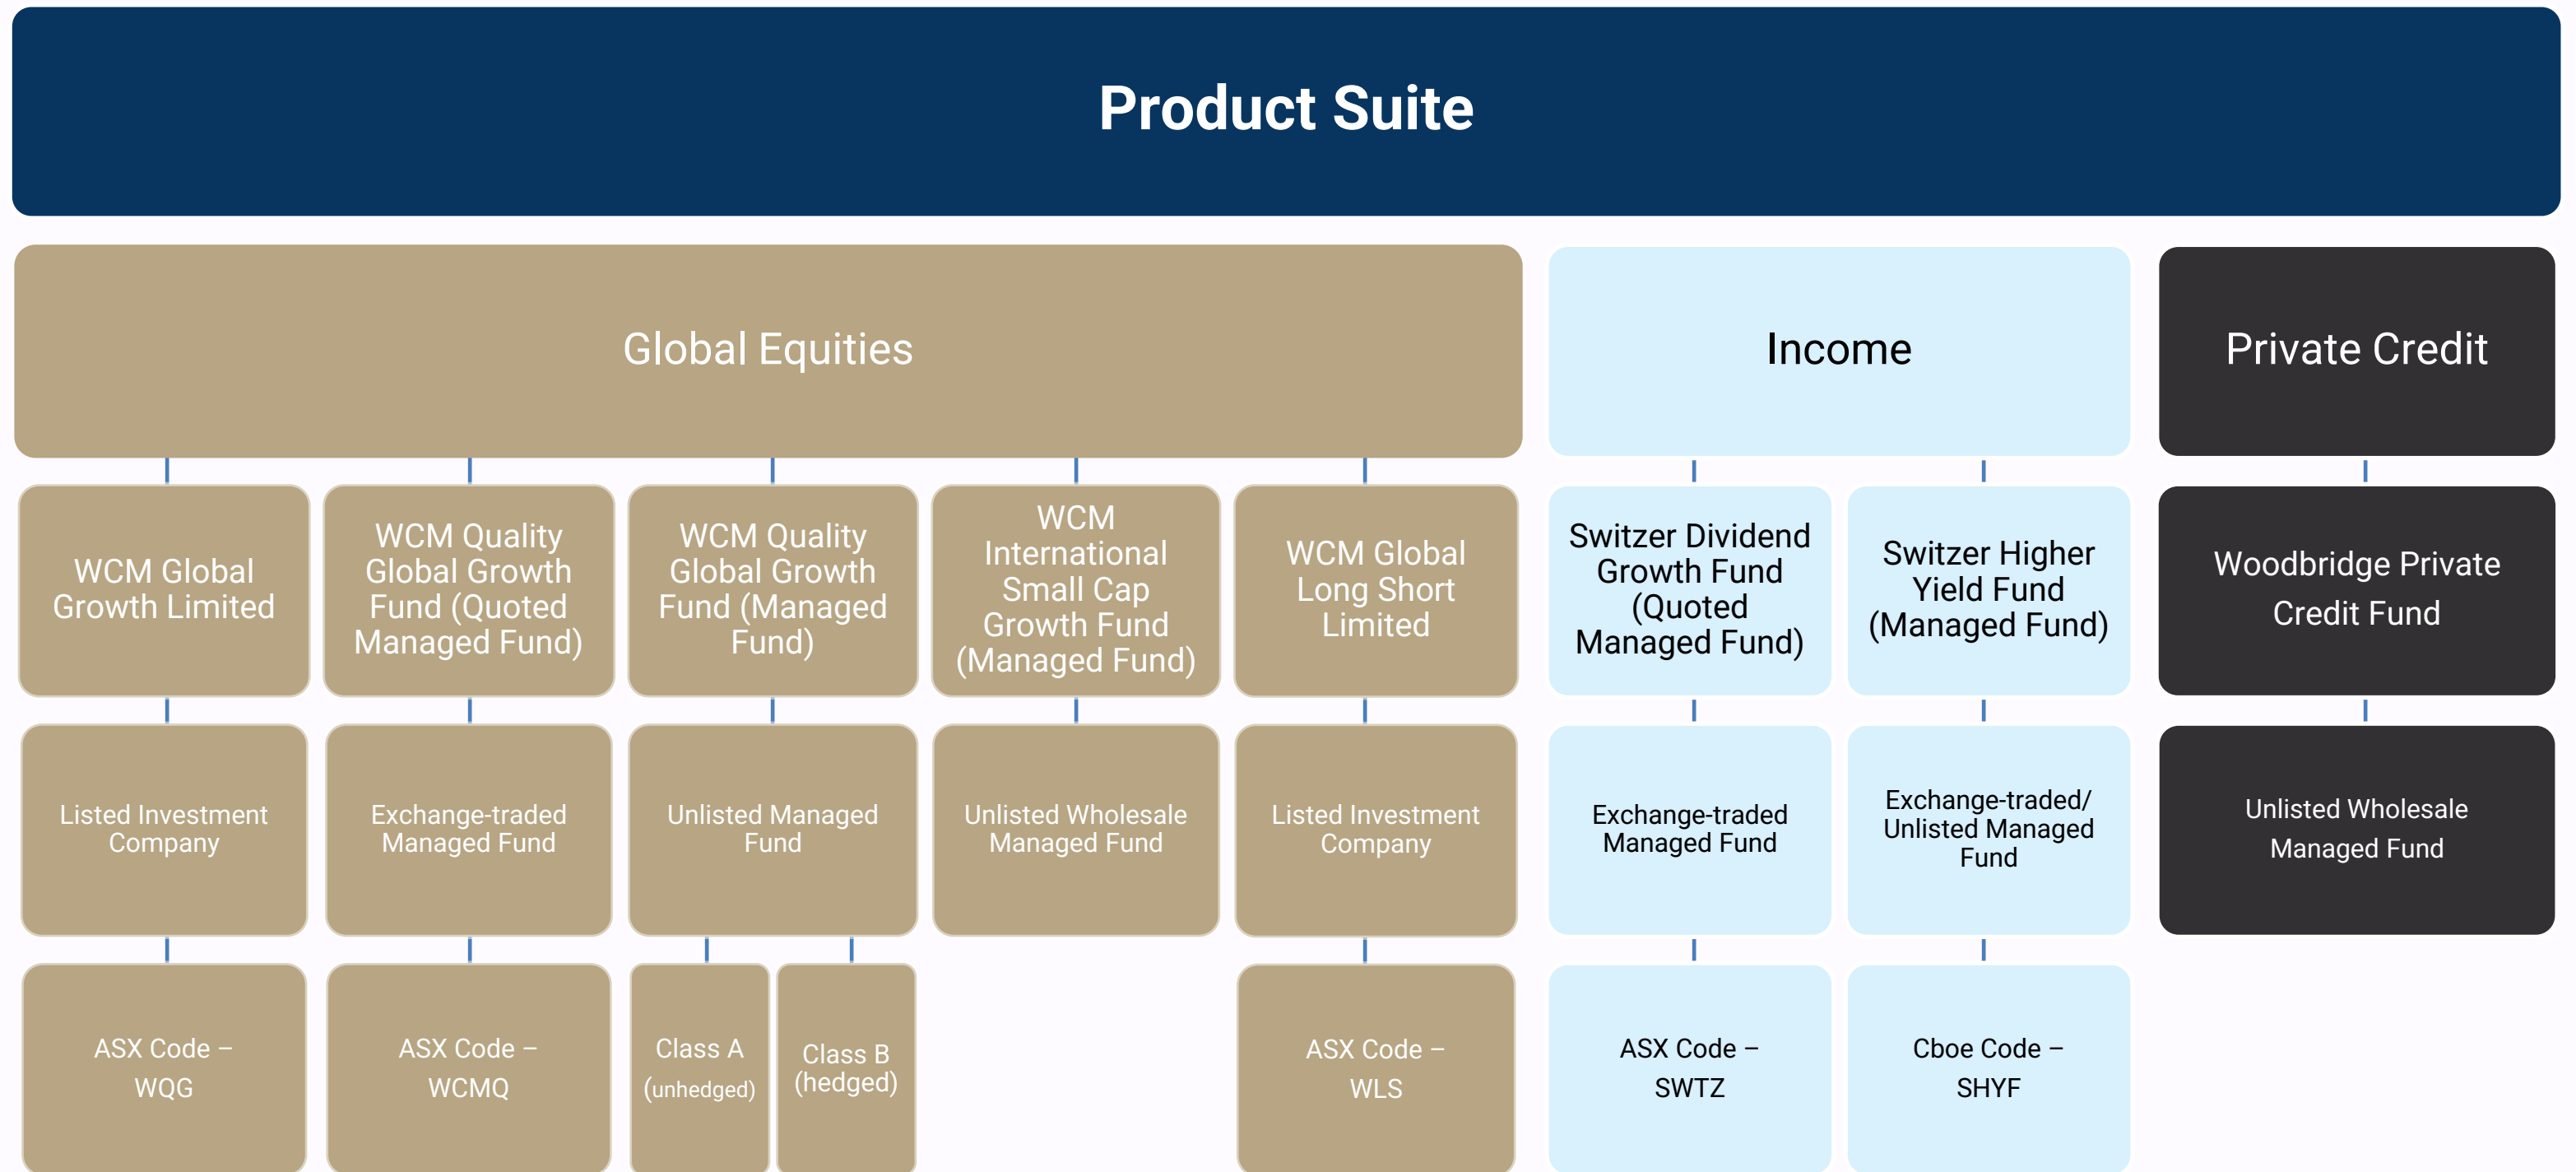 Product Suite
Global Equities
Income
Private Credit
WCM Global
Growth Limited
WCM Quality
Global Growth
Fund (Quoted
Managed Fund)
WCM Quality
Global Growth
Fund (Managed
Fund)
WCM
International
Small Cap
Growth Fund
(Managed Fund)
WCM Global
Long Short
Limited
Switzer Dividend
Growth Fund
(Quoted
Managed Fund)
Switzer Higher
Yield Fund
(Managed Fund)
Woodbridge Private
Credit Fund
Listed Investment
Company
Exchange-traded
Managed Fund
Unlisted Managed
Fund
Unlisted Wholesale
Managed Fund
Listed Investment
Company
Exchange-traded
Managed Fund
Exchange-traded/
Unlisted Managed
Fund
Unlisted Wholesale
Managed Fund
ASX Code –
WQG
ASX Code –
WCMQ
Class A
(unhedged)
Class B
(hedged)
ASX Code –
WLS
ASX Code –
SWTZ
Cboe Code –
SHYF